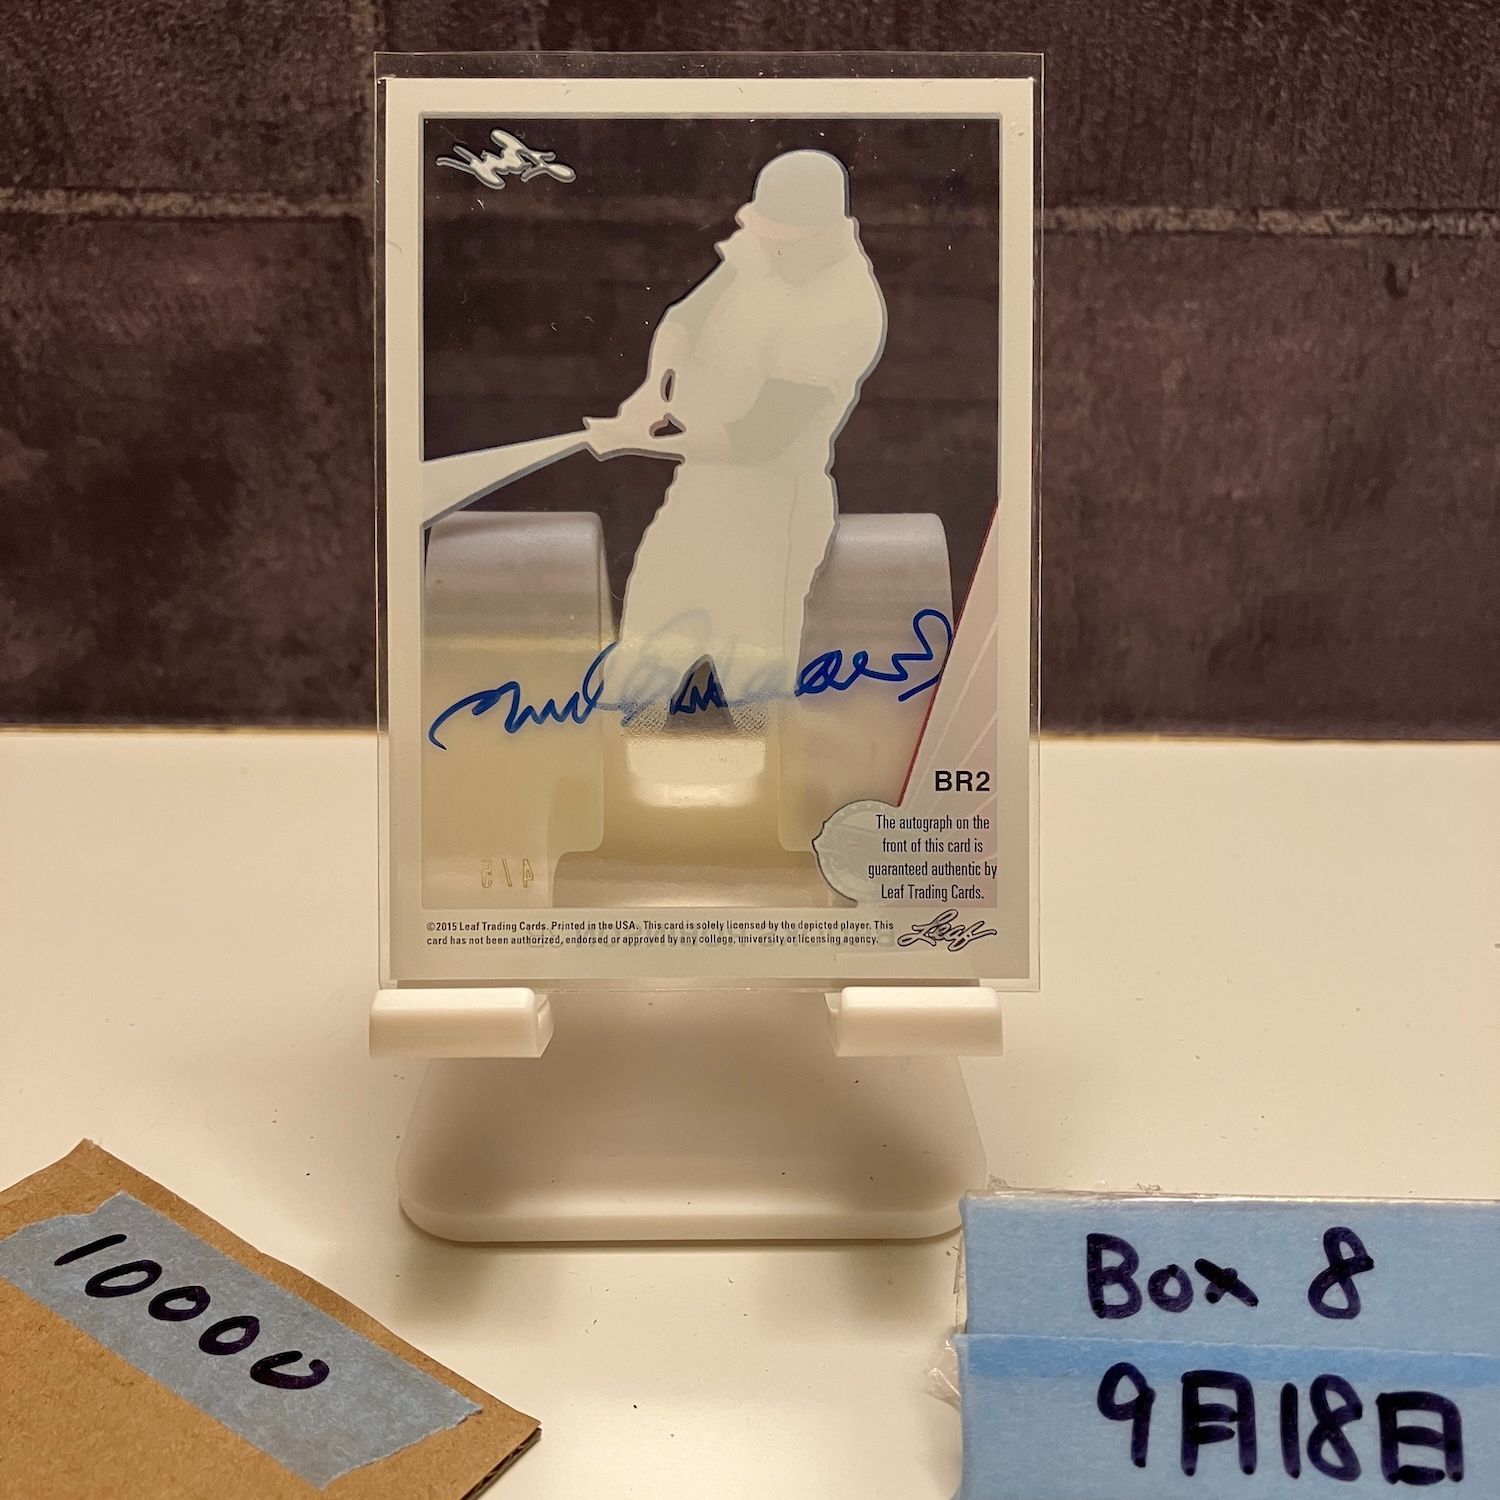 Leaf
BR2
The autograph on the
front of this card is
guaranteed authentic by
Leaf Trading Cards.
4/5
©2015 Leaf Trading Cards. Printed in the USA. This card is solely licensed by the depicted player. This
card has not been authorized, endorsed or approved by any college, university or licensing agency.
Leaf
10000
Box 8
9月18日